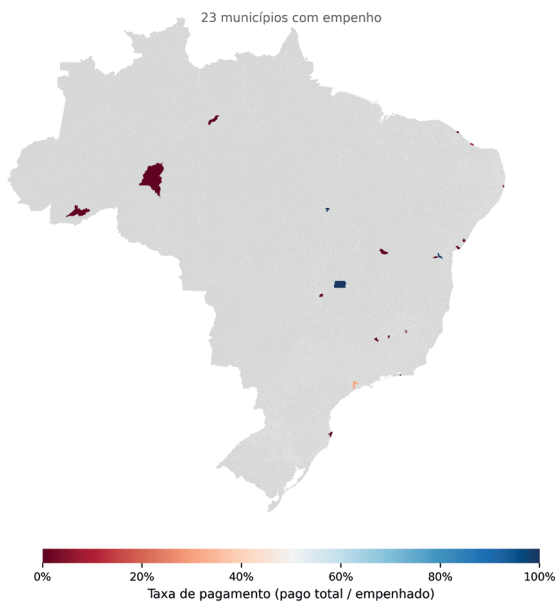 23 municípios com empenho
0% 20% 40% 60% 80% 100%
Taxa de pagamento (pago total / empenhado)